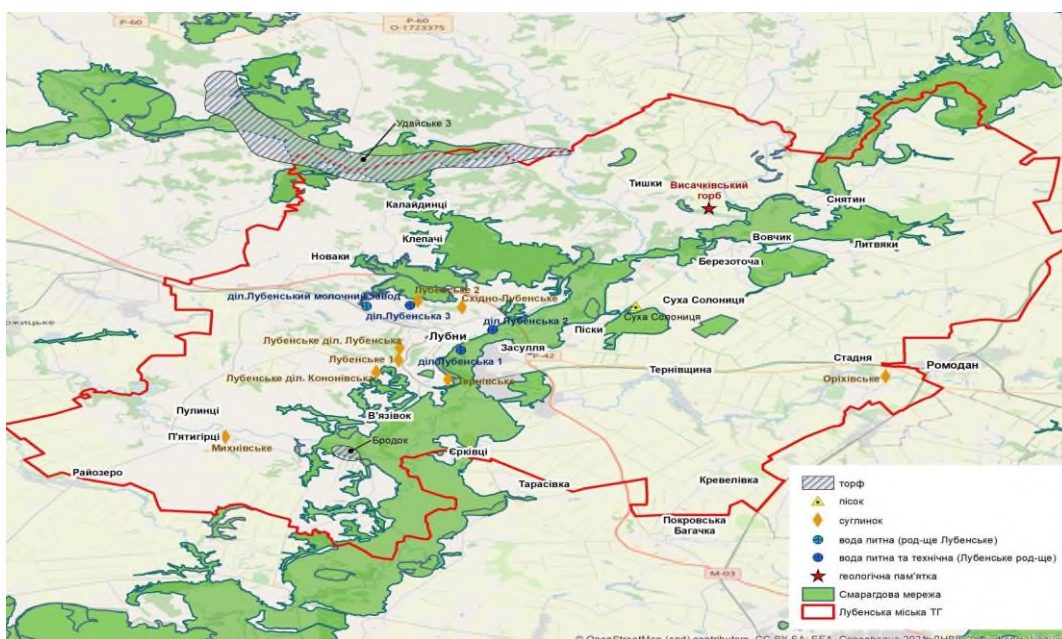 P-60
P-60
О-1723375
Удайське 3
Тишки
Висачківський
горб
Снятин
Калайдинці
Клепачі
Вовчик
Литвяки
Новаки
Березоточа
діл.Лубенський молочний завод
Лубенське 2
Східно-Лубенське
Суха Солониця
діл.Лубенська 3
діл.Лубенська 2
Суха Солониця
Піски
Лубни
Лубенське діл. Лубенська
Засулля
P-42
Стадня
Лубенське 1
діл.Лубенська 1
Ромодан
Тернівщина
Оріхівське
Лубенське діл. Кононівська
Тернівське
Пулинці
В'язівок
П'ятигірці
Михнівське
Бродок
Єрківці
Райозеро
Тарасівка
Кревелівка
Покровська
Багачка
М-03
торф
пісок
суглинок
вода питна (род-ще Лубенське)
вода питна та технічна (Лубенське род-ще)
геологічна пам'ятка
Смарагдова мережа
Лубенська міська ТГ
© OpenStreetMap (and) contributors, CC-BY-SA; EEA, Copenhagen